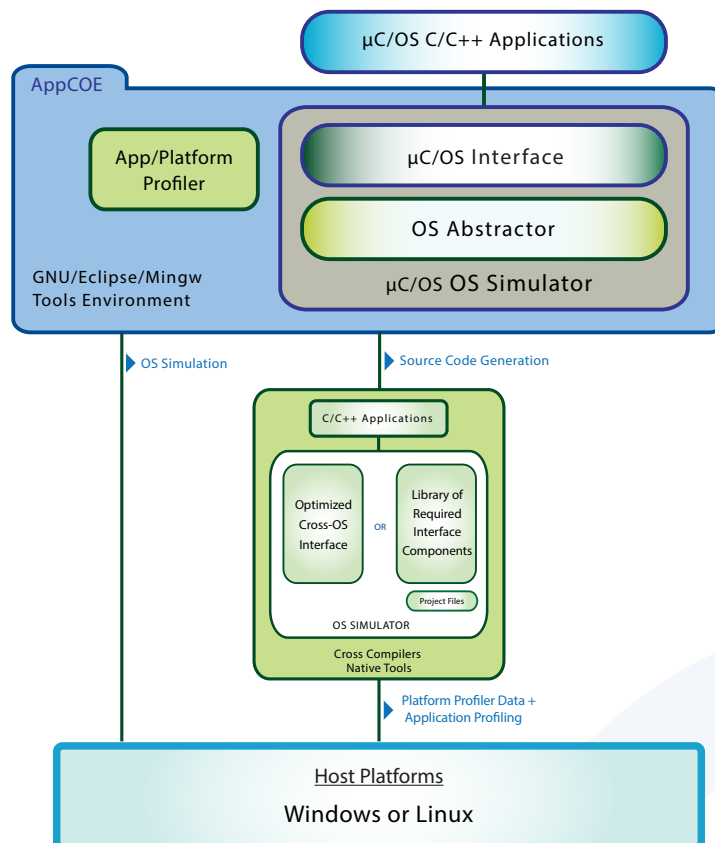 µC/OS C/C++ Applications
AppCOE
App/Platform
Profiler
µC/OS Interface
OS Abstractor
µC/OS OS Simulator
GNU/Eclipse/Mingw
Tools Environment
OS Simulation
Source Code Generation
C/C++ Applications
Optimized
Cross-OS
Interface
OR
Library of
Required
Interface
Components
Project Files
OS SIMULATOR
Cross Compilers
Native Tools
Platform Profiler Data +
Application Profiling
Host Platforms
Windows or Linux